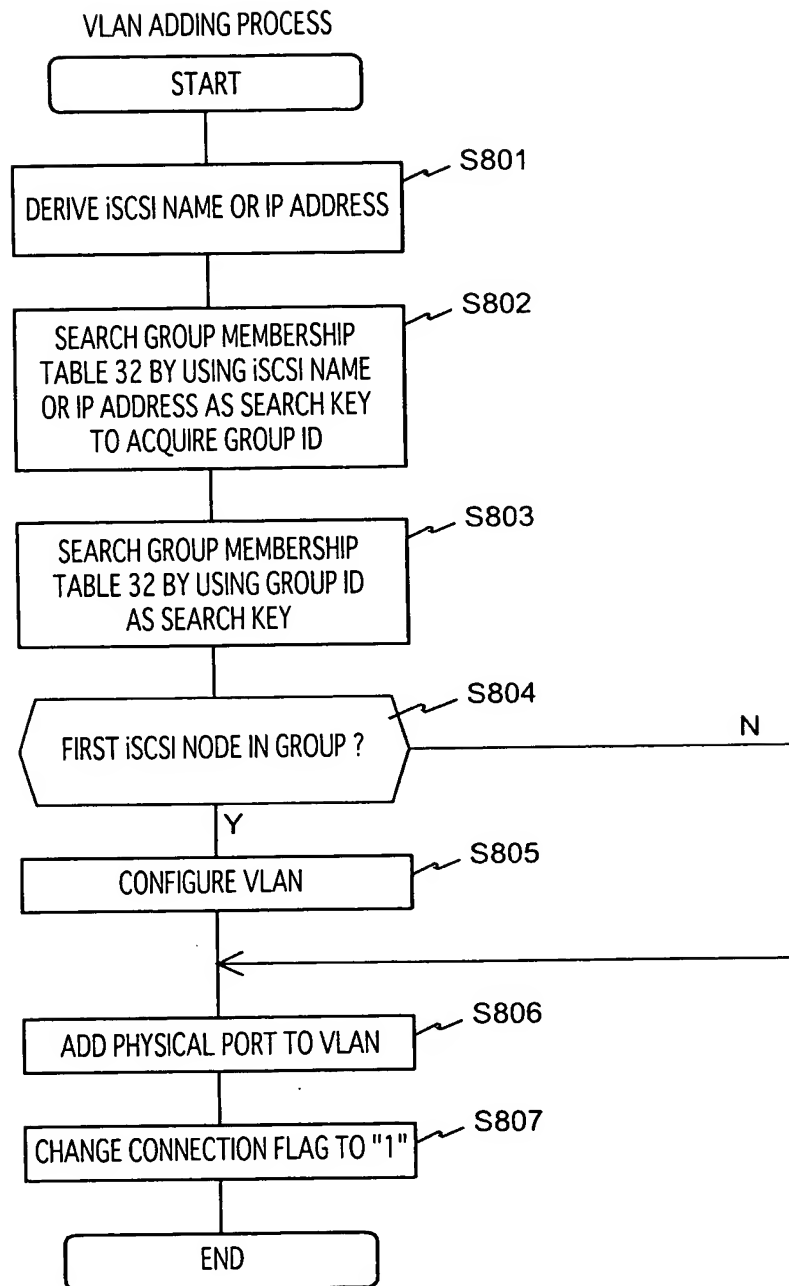 VLAN ADDING PROCESS
START
S801
DERIVE iSCSI NAME OR IP ADDRESS
S802
SEARCH GROUP MEMBERSHIP
TABLE 32 BY USING iSCSI NAME
OR IP ADDRESS AS SEARCH KEY
TO ACQUIRE GROUP ID
S803
SEARCH GROUP MEMBERSHIP
TABLE 32 BY USING GROUP ID
AS SEARCH KEY
S804
FIRST iSCSI NODE IN GROUP ?
N
Y
S805
CONFIGURE VLAN
S806
ADD PHYSICAL PORT TO VLAN
S807
CHANGE CONNECTION FLAG TO "1"
END